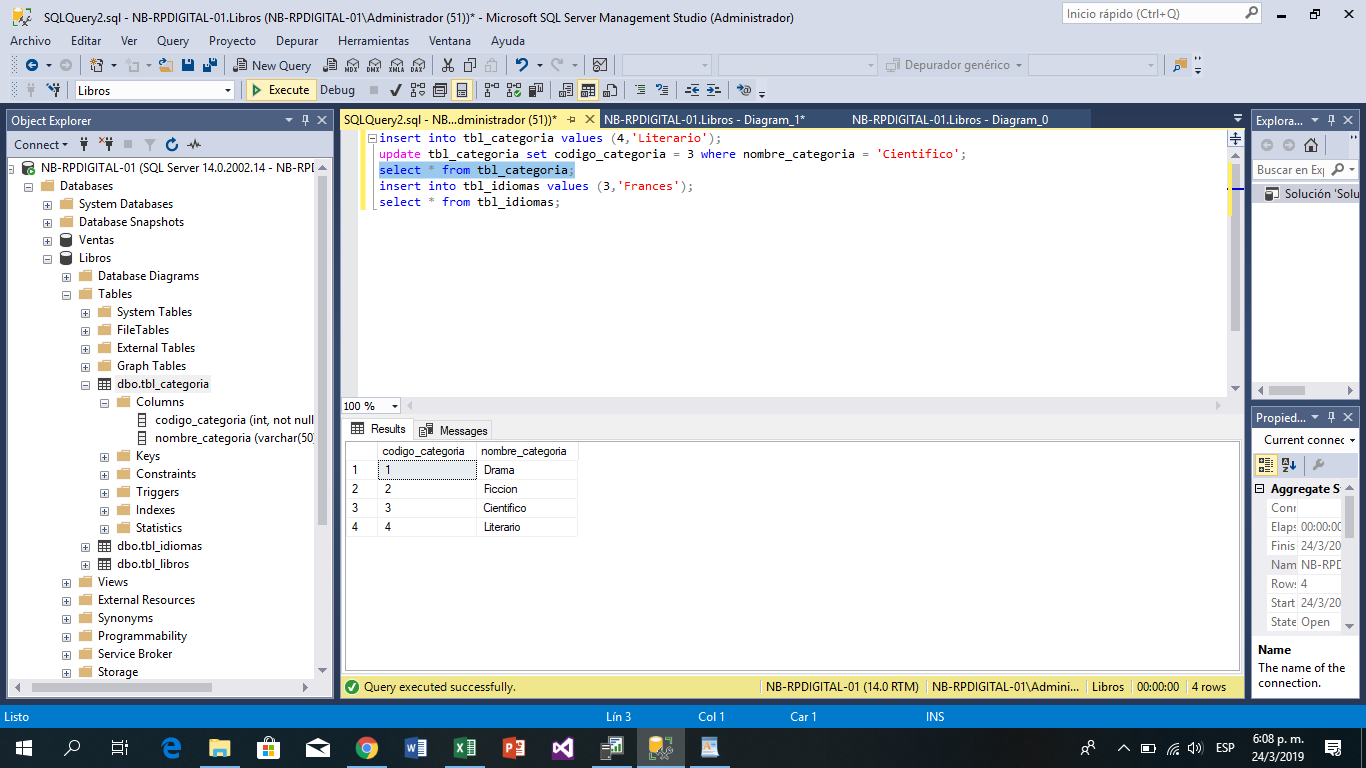 SQLQuery2.sql - NB-RPDIGITAL-01.Libros (NB-RPDIGITAL-01\Administrador (51))* - Microsoft SQL Server Management Studio (Administrador)
Inicio rápido (Ctrl+Q)
Archivo Editar Ver Query Proyecto Depurar Herramientas Ventana Ayuda
New Query MDX DMX XMLA DAX Depurador genérico
Libros Execute Debug
Object Explorer
Connect
NB-RPDIGITAL-01 (SQL Server 14.0.2002.14 - NB-RPI
Databases
System Databases
Database Snapshots
Ventas
Libros
Database Diagrams
Tables
System Tables
FileTables
External Tables
Graph Tables
dbo.tbl_categoria
Columns
codigo_categoria (int, not null
nombre_categoria (varchar(50)
Keys
Constraints
Triggers
Indexes
Statistics
dbo.tbl_idiomas
dbo.tbl_libros
Views
External Resources
Synonyms
Programmability
Service Broker
Storage
SQLQuery2.sql - NB...dministrador (51))* NB-RPDIGITAL-01.Libros - Diagram_1* NB-RPDIGITAL-01.Libros - Diagram_0
insert into tbl_categoria values (4,'Literario');
update tbl_categoria set codigo_categoria = 3 where nombre_categoria = 'Cientifico';
select * from tbl_categoria;
insert into tbl_idiomas values (3,'Frances');
select * from tbl_idiomas;
100 %
Results Messages
codigo_categoria nombre_categoria
1 1 Drama
2 2 Ficcion
3 3 Cientifico
4 4 Literario
Query executed successfully. NB-RPDIGITAL-01 (14.0 RTM) NB-RPDIGITAL-01\Admini... Libros 00:00:00 4 rows
Explora...
Buscar en Exp
Solución 'Solu
Propied...
Current connec
Aggregate S
Conn
Elaps 00:00:00
Finis 24/3/20
Nam NB-RPD
Rows 4
Start 24/3/20
State Open
Name
The name of the
connection.
Listo Lín 3 Col 1 Car 1 INS
ESP
6:08 p. m.
24/3/2019